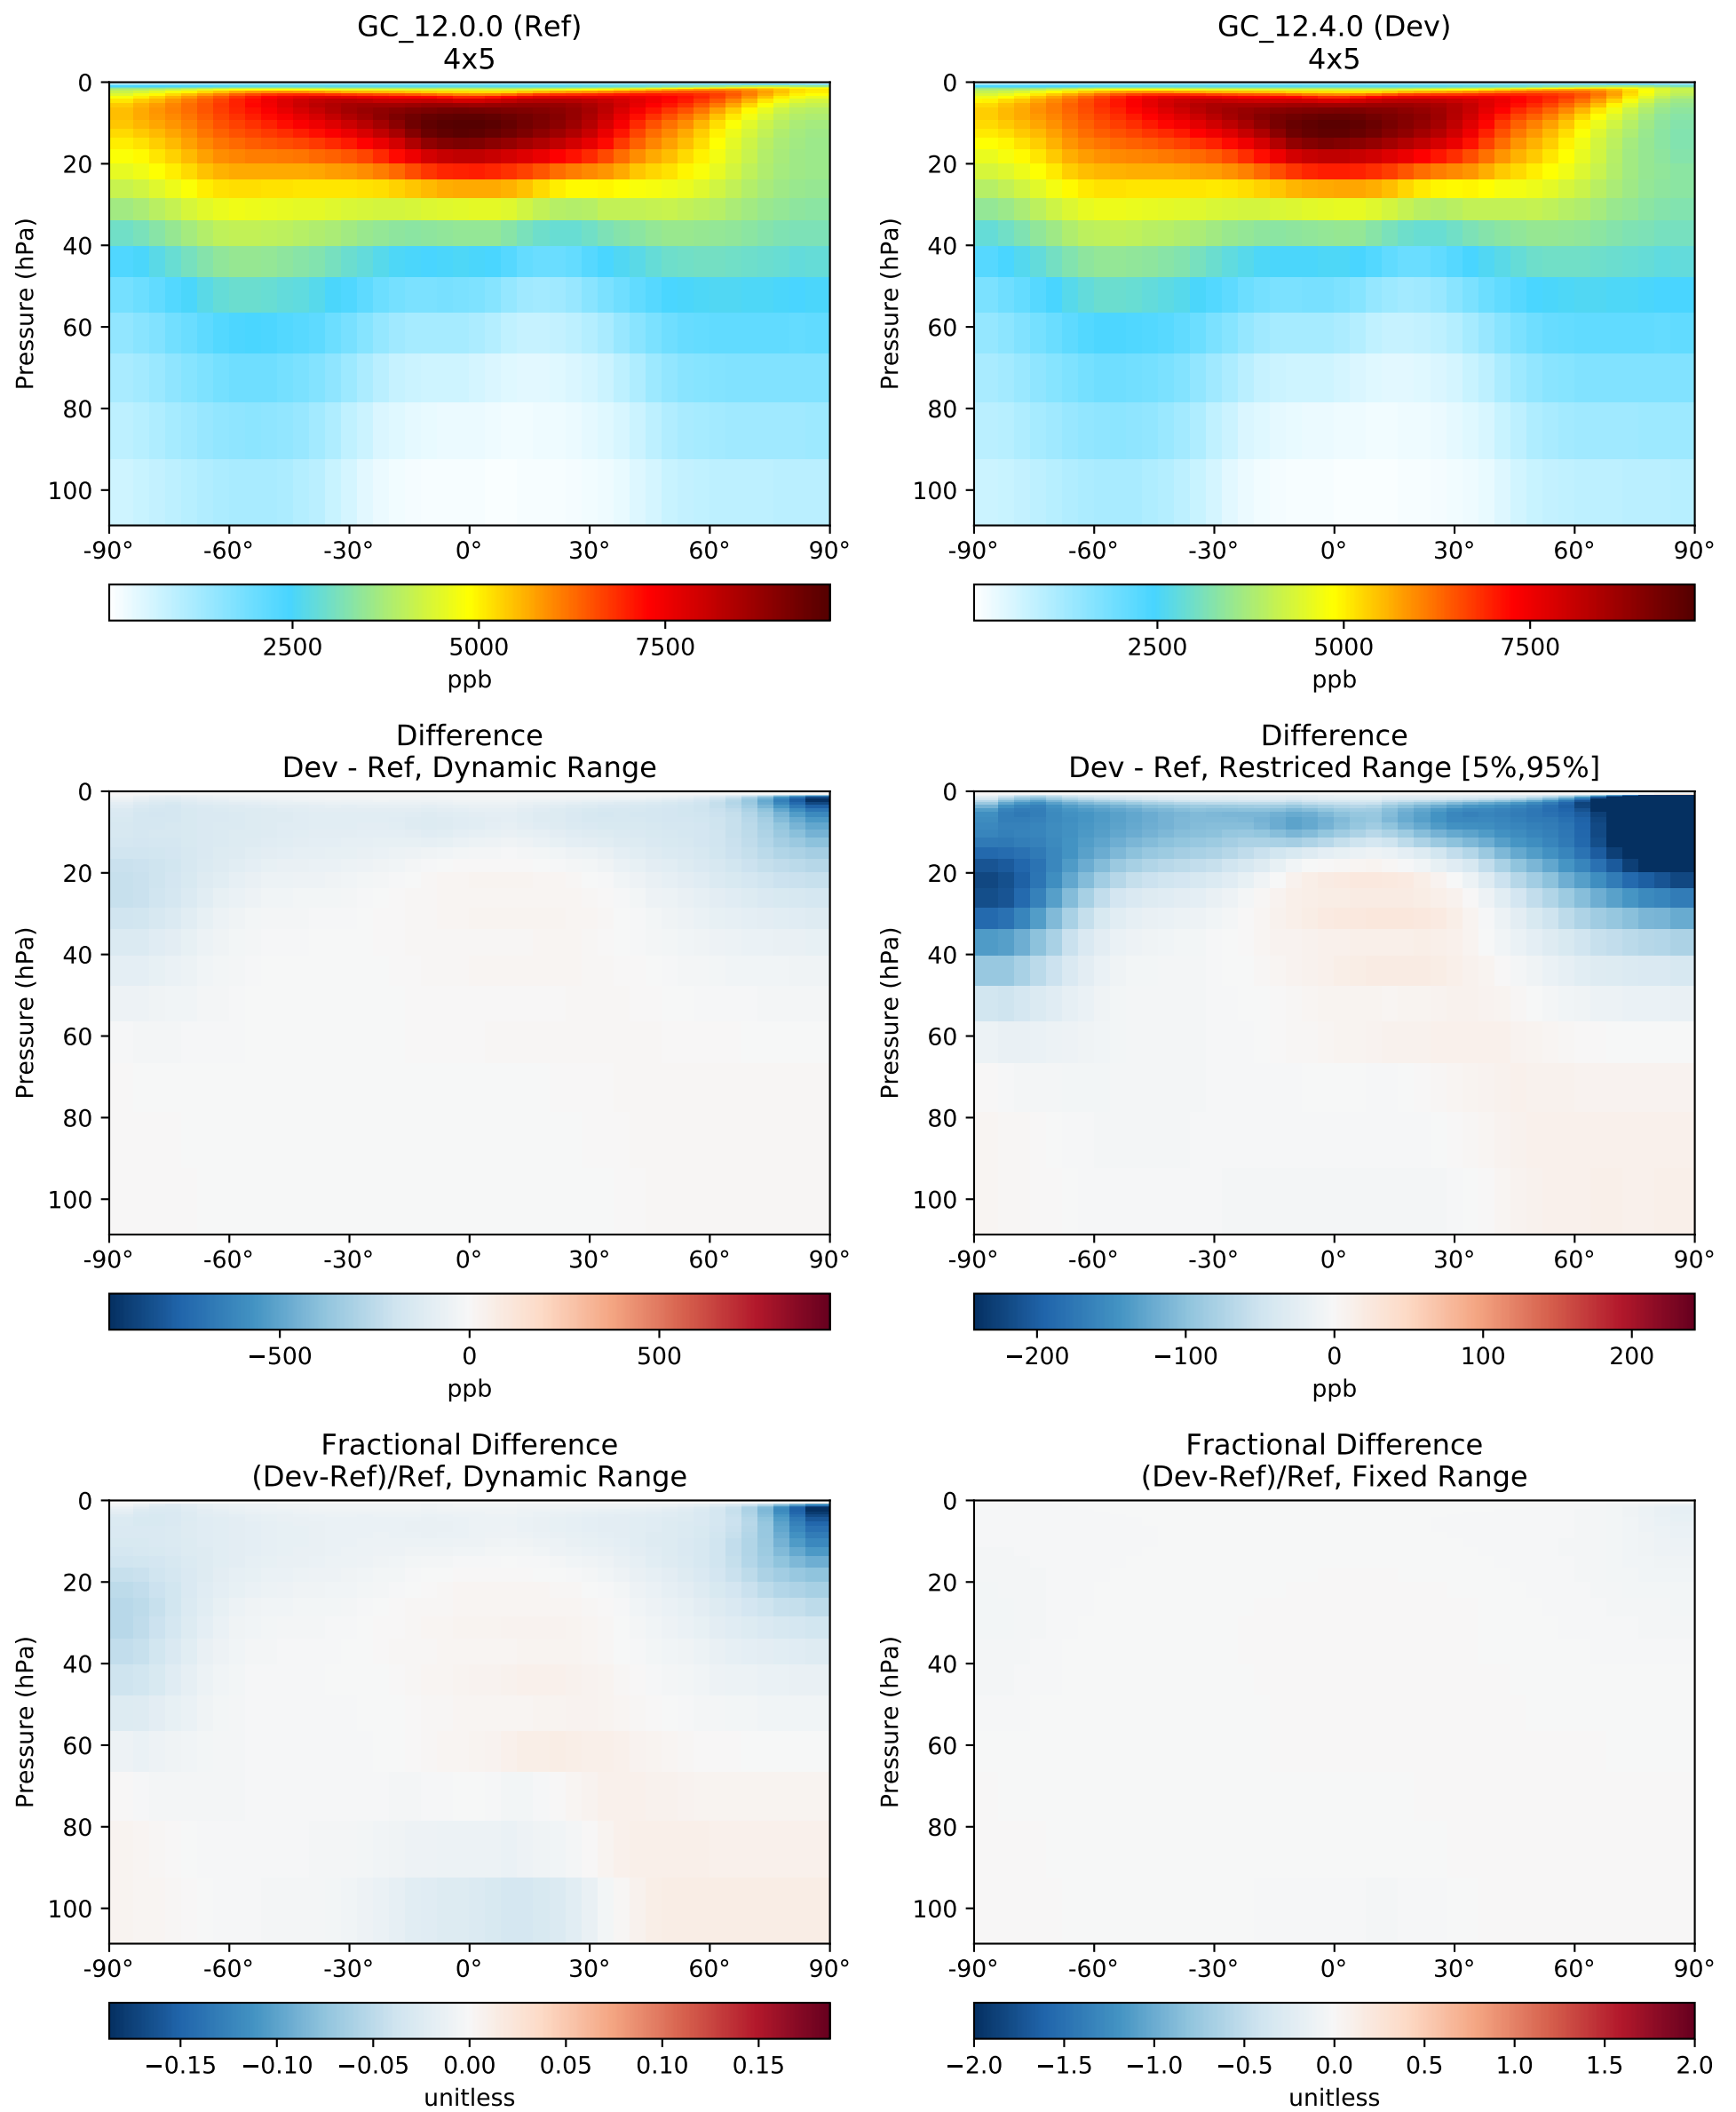 GC_12.0.0 (Ref)
4x5
0
20
40
60
80
100
Pressure (hPa)
-90° -60° -30° 0° 30° 60° 90°
2500 5000 7500
ppb
GC_12.4.0 (Dev)
4x5
0
20
40
60
80
100
Pressure (hPa)
-90° -60° -30° 0° 30° 60° 90°
2500 5000 7500
ppb
Difference
Dev - Ref, Dynamic Range
0
20
40
60
80
100
Pressure (hPa)
-90° -60° -30° 0° 30° 60° 90°
−500 0 500
ppb
Difference
Dev - Ref, Restriced Range [5%,95%]
0
20
40
60
80
100
Pressure (hPa)
-90° -60° -30° 0° 30° 60° 90°
−200 −100 0 100 200
ppb
Fractional Difference
(Dev-Ref)/Ref, Dynamic Range
0
20
40
60
80
100
Pressure (hPa)
-90° -60° -30° 0° 30° 60° 90°
−0.15 −0.10 −0.05 0.00 0.05 0.10 0.15
unitless
Fractional Difference
(Dev-Ref)/Ref, Fixed Range
0
20
40
60
80
100
Pressure (hPa)
-90° -60° -30° 0° 30° 60° 90°
−2.0 −1.5 −1.0 −0.5 0.0 0.5 1.0 1.5 2.0
unitless